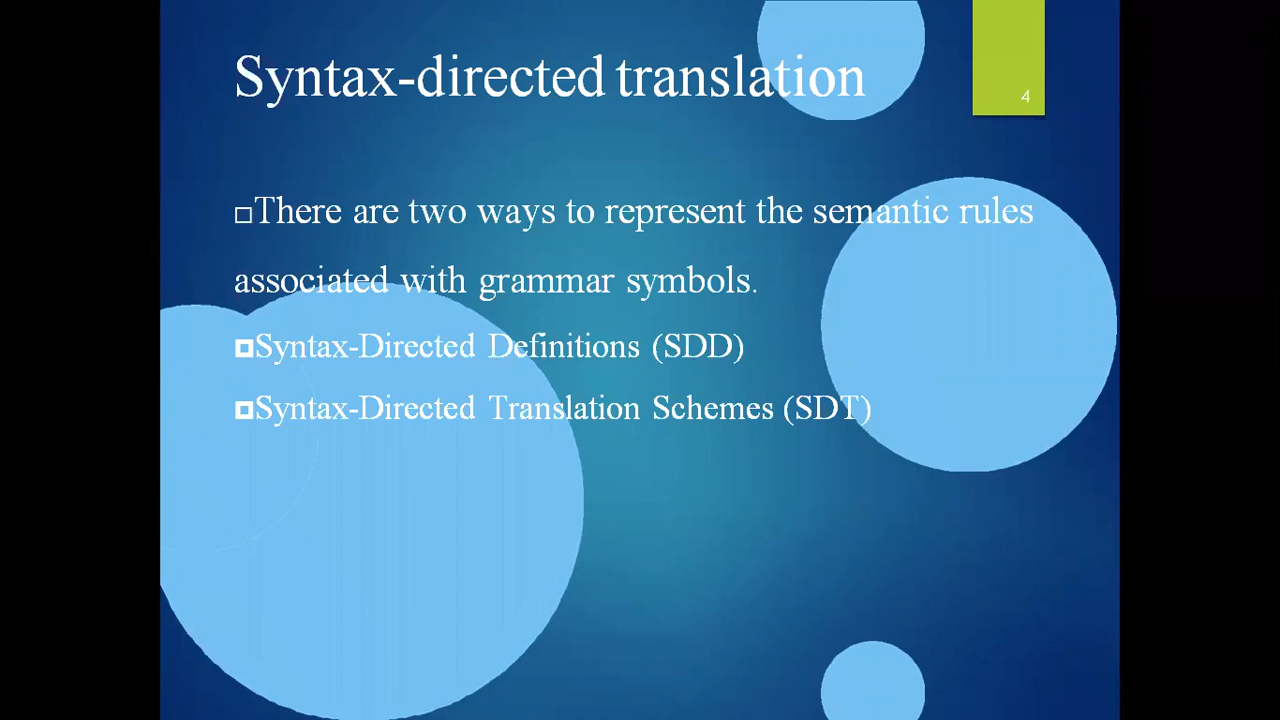 Syntax-directed translation
4
There are two ways to represent the semantic rules
associated with grammar symbols.
Syntax-Directed Definitions (SDD)
Syntax-Directed Translation Schemes (SDT)